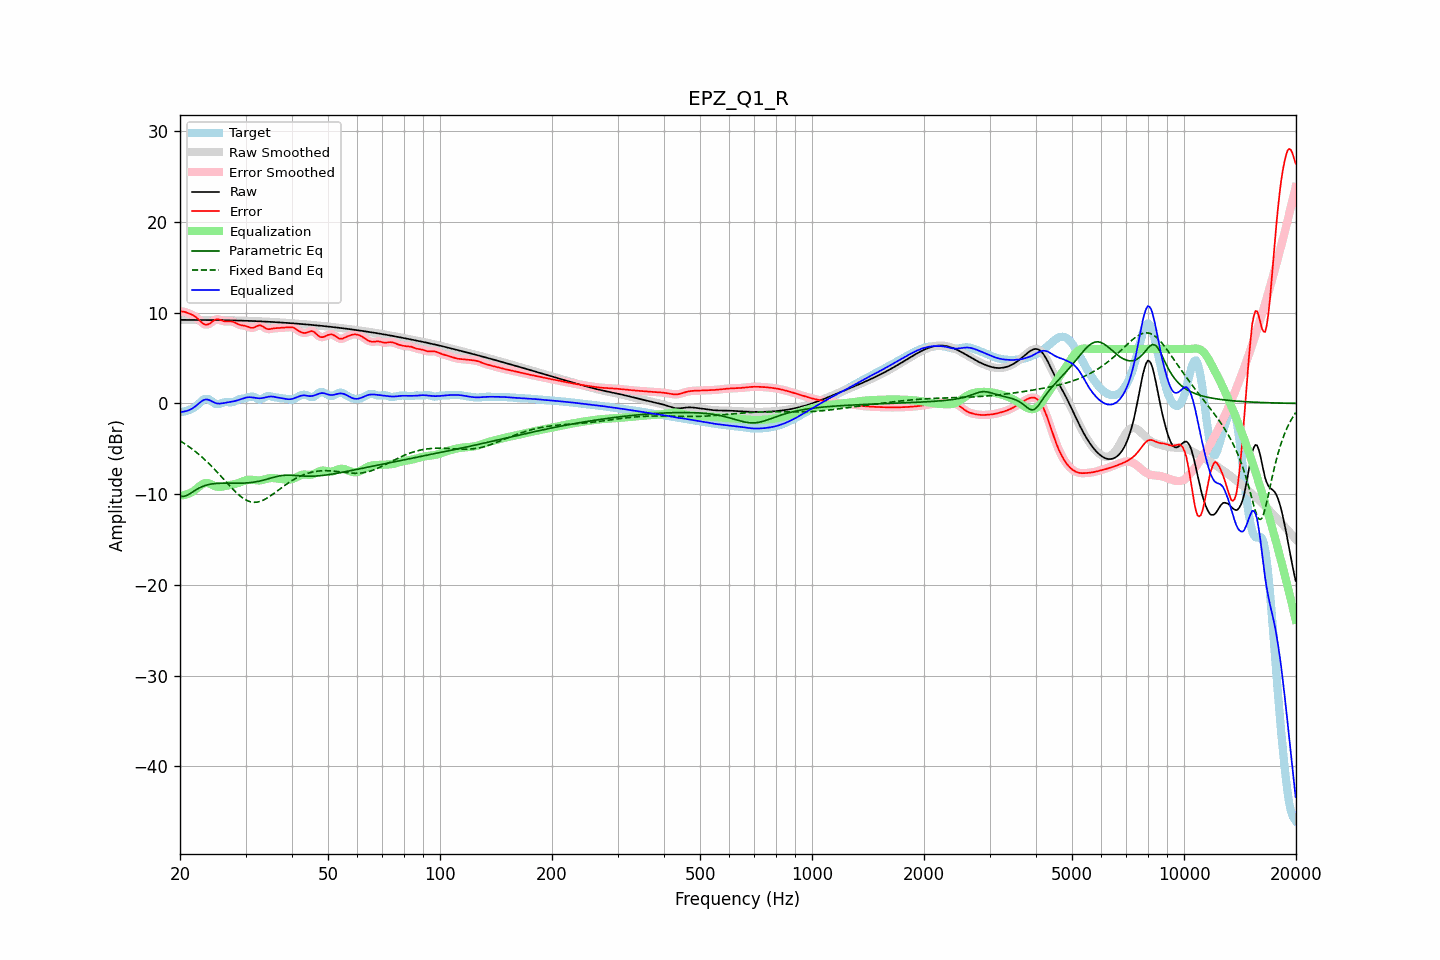 EPZ_Q1_R
30
20
10
0
−10
−20
−30
−40
Amplitude (dBr)
Target
Raw Smoothed
Error Smoothed
Raw
Error
Equalization
Parametric Eq
Fixed Band Eq
Equalized
20 50 100 200 500 1000 2000 5000 10000 20000
Frequency (Hz)